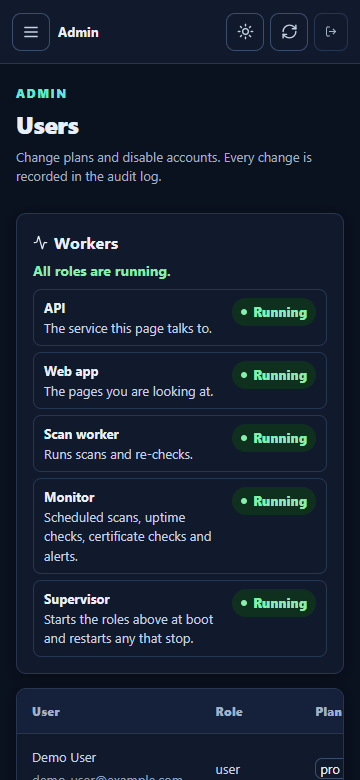 Admin
ADMIN
Users
Change plans and disable accounts. Every change is
recorded in the audit log.
Workers
All roles are running.
API
Running
The service this page talks to.
Web app
Running
The pages you are looking at.
Scan worker
Running
Runs scans and re-checks.
Monitor
Running
Scheduled scans, uptime
checks, certificate checks and
alerts.
Supervisor
Running
Starts the roles above at boot
and restarts any that stop.
User Role Plan
Demo User
user pro
demo-user@example.com